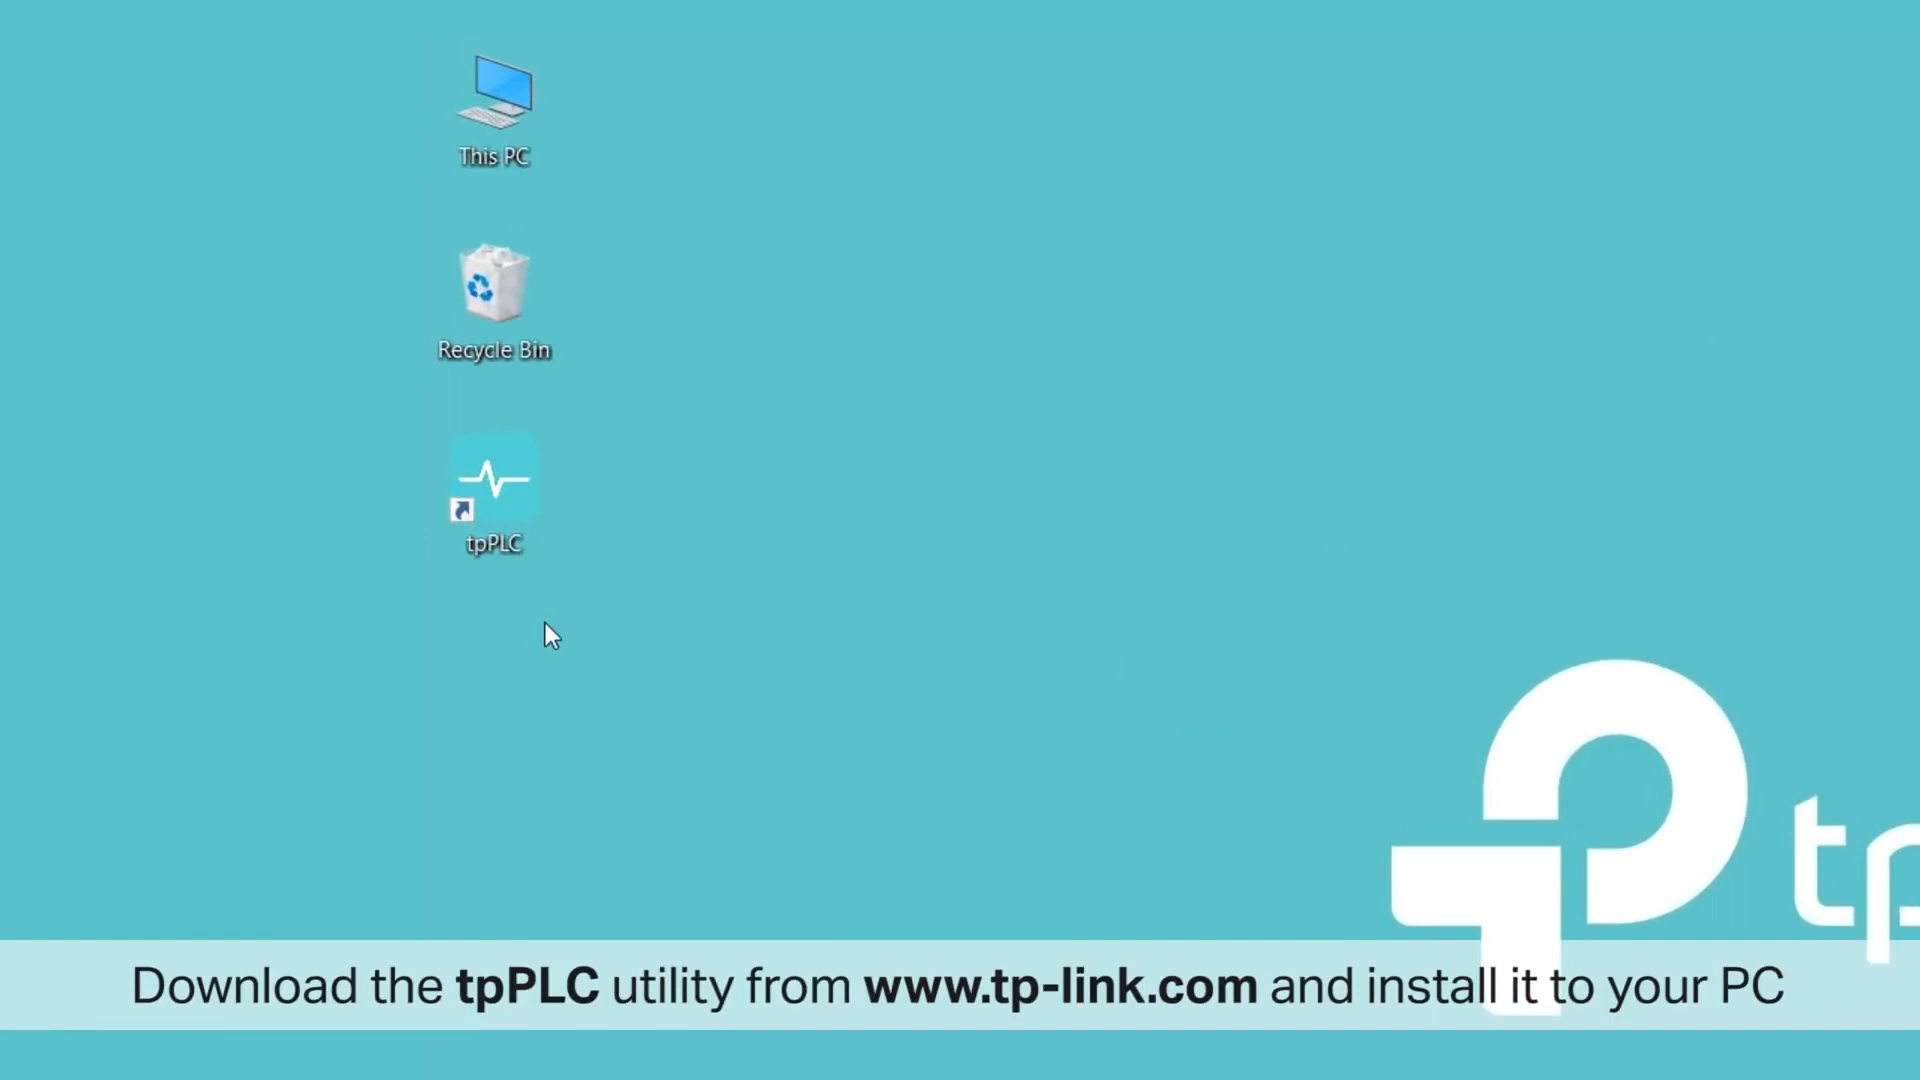 This PC
Recycle Bin
tpPLC
tp
Download the tpPLC utility from www.tp-link.com and install it to your PC